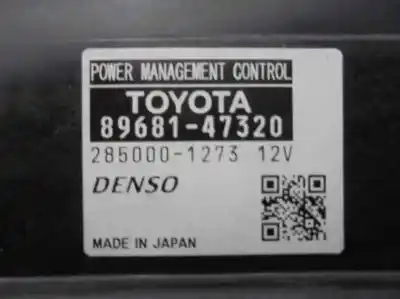 POWER MANAGEMENT CONTROL
TOYOTA
89681-47320
285000-1273 12V
DENSO
MADE IN JAPAN